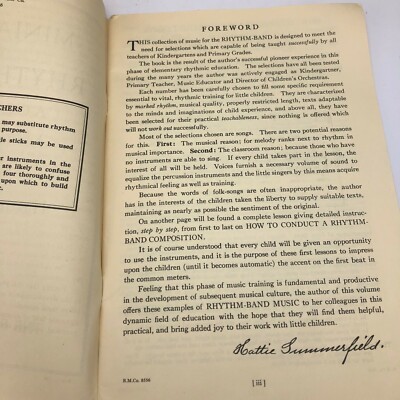 CHERS
may substitute rhythm
purpose.
tle sticks may be used
instruments in the
are likely to confuse
four thoroughly and
upon which to build
FOREWORD
THIS collection of music for the RHYTHM-BAND is designed to meet the
need for selections which are capable of being taught successfully by all
teachers of Kindergartens and Primary Grades.
The book is the result of the author's successful pioneer experience in this
phase of elementary rhythmic education. The selections have all been tested
during the many years the author was actively engaged as Kindergartner,
Primary Teacher, Music Educator and Director of Children's Orchestras.
Each number has been carefully chosen to fill some specific requirement
essential to vital, rhythmic training for little children. They are characterized
by marked rhythm, musical quality, properly restricted length, texts adaptable
to the minds and imaginations of child experience, and above all, they have
been selected for their practical teachableness, since nothing is offered which
will not work out successfully.
Most of the selections chosen are songs. There are two potential reasons
for this. First: The musical reason; for melody rhythm is of paramount
musical importance. Second: The classroom reason; because those who have
no instruments are able to sing. If every child takes part in the lesson, the
interest of all will be held. Voices furnish a necessary volume of sound to
equalize the percussion instruments and the little singers by this means acquire
rhythmical feeling as well as training.
Because the words of folk-songs are often inappropriate, the author
has in the interests of the children taken the liberty to supply suitable texts,
maintaining as nearly as possible the sentiment of the original.
On another page will be found a complete lesson giving detailed instruc-
tion, step by step, from first to last on HOW TO CONDUCT A RHYTHM-
BAND COMPOSITION.
It is of course understood that every child will be given an opportunity
to use the instruments, and it is the purpose of these first lessons to impress
upon the children (until it becomes automatic) the accent on the first beat in
the common meters.
Feeling that this phase of music training is fundamental and productive
in the development of subsequent musical culture, the author of this volume
offers these examples of RHYTHM-BAND MUSIC to her colleagues in this
dynamic field of education with the hope that they will find them helpful,
practical, and bring added joy to their work with little children.
Hattie Summerfield.
[ iii ]